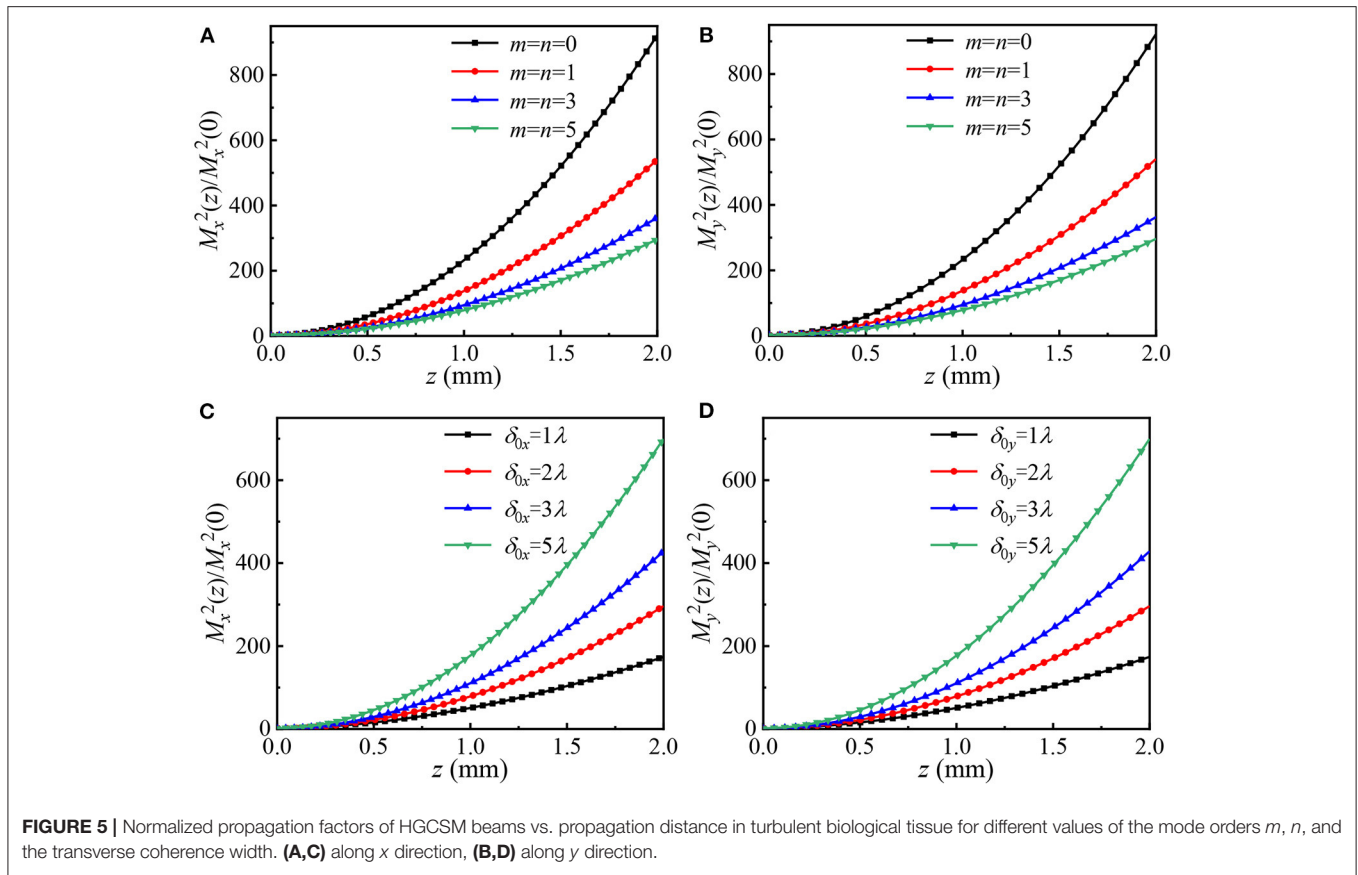 A
m=n=0
m=n=1
m=n=3
m=n=5
800
600
400
200
0
Mx²(z)/Mx²(0)
0.0 0.5 1.0 1.5 2.0
z (mm)
B
m=n=0
m=n=1
m=n=3
m=n=5
800
600
400
200
0
My²(z)/My²(0)
0.0 0.5 1.0 1.5 2.0
z (mm)
C
δ0x=1λ
δ0x=2λ
δ0x=3λ
δ0x=5λ
600
400
200
0
Mx²(z)/Mx²(0)
0.0 0.5 1.0 1.5 2.0
z (mm)
D
δ0y=1λ
δ0y=2λ
δ0y=3λ
δ0y=5λ
600
400
200
0
My²(z)/My²(0)
0.0 0.5 1.0 1.5 2.0
z (mm)
FIGURE 5 | Normalized propagation factors of HGCSM beams vs. propagation distance in turbulent biological tissue for different values of the mode orders m, n, and
the transverse coherence width. (A,C) along x direction, (B,D) along y direction.